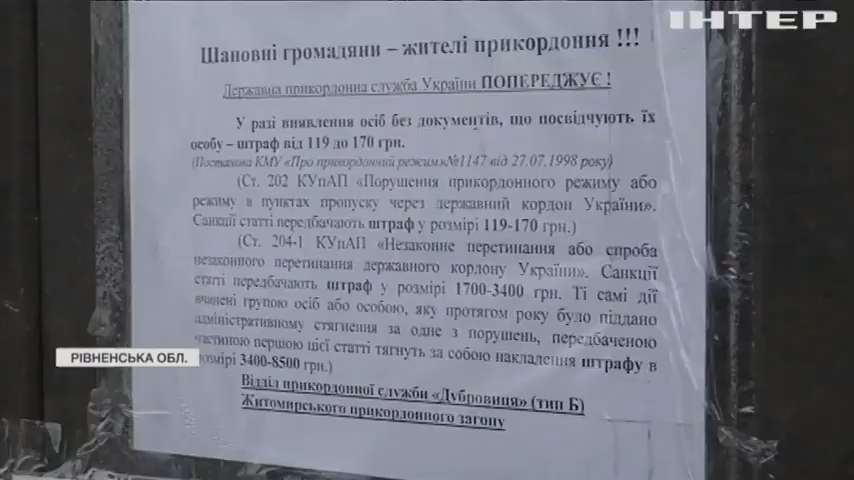 ІНТЕР
Шановні громадяни – жителі прикордоння !!!
Державна прикордонна служба України ПОПЕРЕДЖУЄ !
У разі виявлення осіб без документів, що посвідчують їх
особу – штраф від 119 до 170 грн.
(Постанова КМУ «Про прикордонний режим»№1147 від 27.07.1998 року)
(Ст. 202 КУпАП «Порушення прикордонного режиму або
режиму в пунктах пропуску через державний кордон України».
Санкції статті передбачають штраф у розмірі 119-170 грн.)
(Ст. 204-1 КУпАП «Незаконне перетинання або спроба
незаконного перетинання державного кордону України». Санкції
статті передбачають штраф у розмірі 1700-3400 грн. Ті самі дії
вчинені групою осіб або особою, яку протягом року було піддано
адміністративному стягнення за одне з порушень, передбаченою
частиною першою цієї статті тягнуть за собою накладення штрафу в
розмірі 3400-8500 грн.)
Відділ прикордонної служби «Дубровиця» (тип Б)
Житомирського прикордонного загону
РІВНЕНСЬКА ОБЛ.